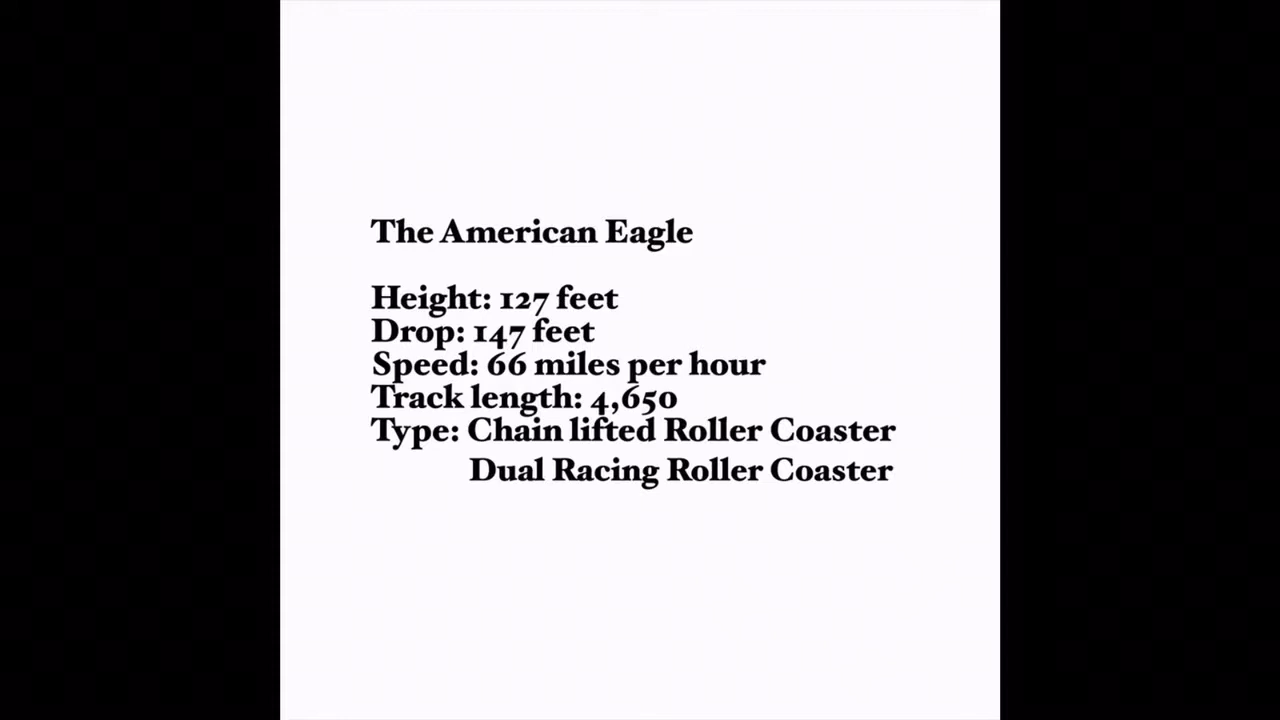 The American Eagle
Height: 127 feet
Drop: 147 feet
Speed: 66 miles per hour
Track length: 4,650
Type: Chain lifted Roller Coaster
Dual Racing Roller Coaster